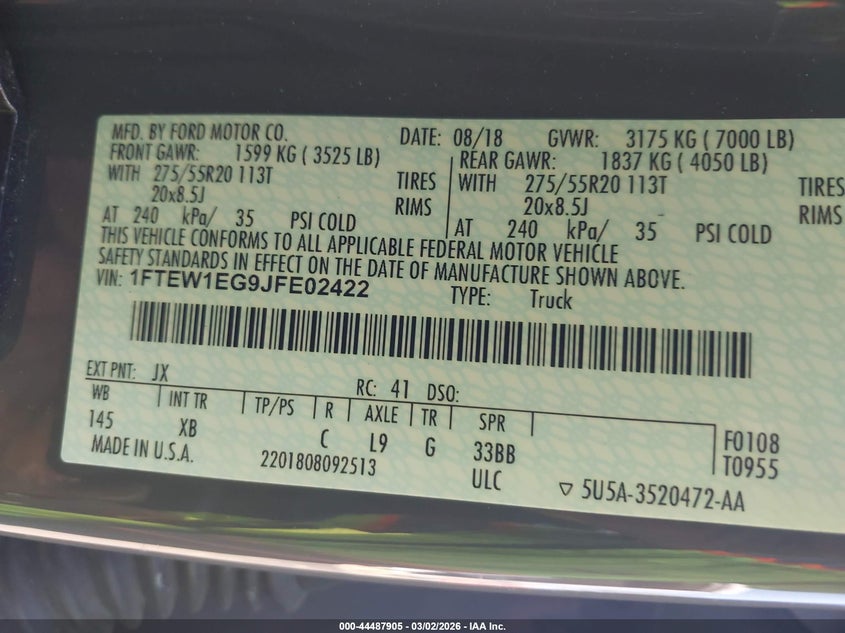 MFD. BY FORD MOTOR CO. DATE: 08/18 GVWR: 3175 KG ( 7000 LB)
FRONT GAWR: 1599 KG ( 3525 LB) REAR GAWR: 1837 KG ( 4050 LB)
WITH 275/55R20 113T TIRES WITH 275/55R20 113T TIRES
20x8.5J RIMS 20x8.5J RIMS
AT 240 kPa/ 35 PSI COLD AT 240 kPa/ 35 PSI COLD
THIS VEHICLE CONFORMS TO ALL APPLICABLE FEDERAL MOTOR VEHICLE
SAFETY STANDARDS IN EFFECT ON THE DATE OF MANUFACTURE SHOWN ABOVE.
VIN: 1FTEW1EG9JFE02422 TYPE: Truck
EXT PNT: JX RC: 41 DSO:
WB INT TR TP/PS R AXLE TR SPR
145 XB C L9 G 33BB F0108
MADE IN U.S.A. 2201808092513 ULC T0955
▽ 5U5A-3520472-AA
000-44487905 | 03/02/2026 | IAA Inc.